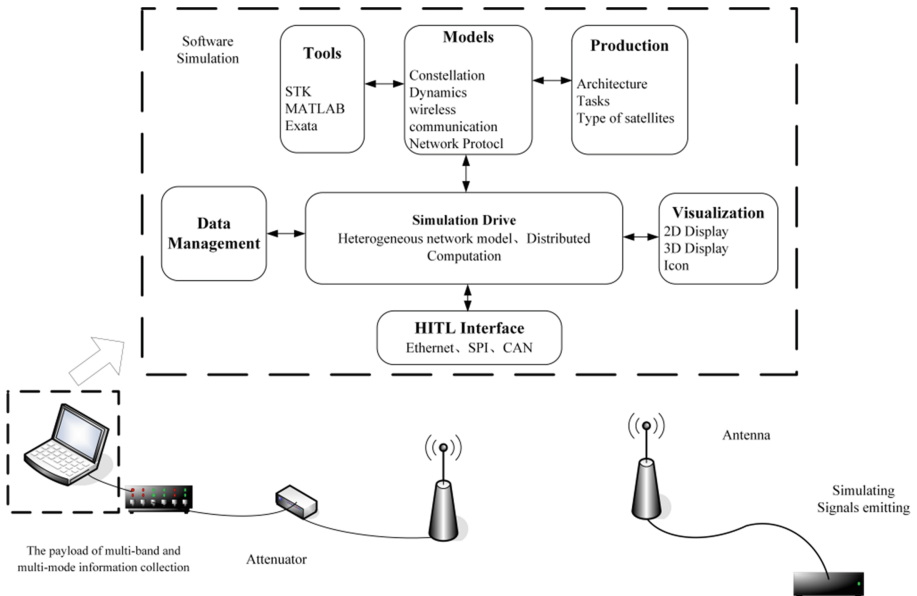 Software
Simulation
Tools
STK
MATLAB
Exata
Models
Constellation
Dynamics
wireless
communication
Network Protocl
Production
Architecture
Tasks
Type of satellites
Data
Management
Simulation Drive
Heterogeneous network model、Distributed
Computation
Visualization
2D Display
3D Display
Icon
HITL Interface
Ethernet、SPI、CAN
Antenna
Simulating
Signals emitting
The payload of multi-band and
multi-mode information collection
Attenuator